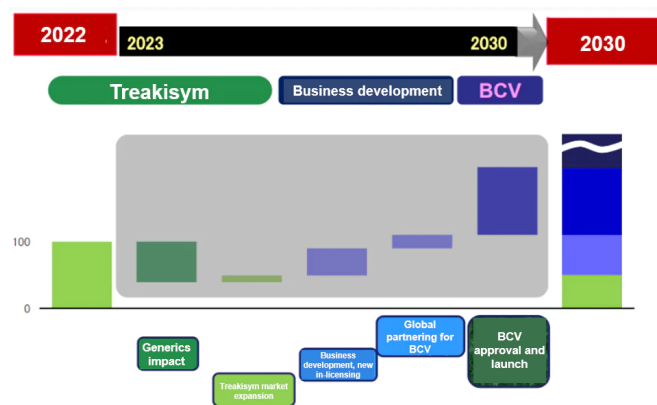 2022
2023
2030
2030
Treakisym
Business development
BCV
100
0
Generics
impact
Treakisym market
expansion
Business
development, new
in-licensing
Global
partnering for
BCV
BCV
approval and
launch